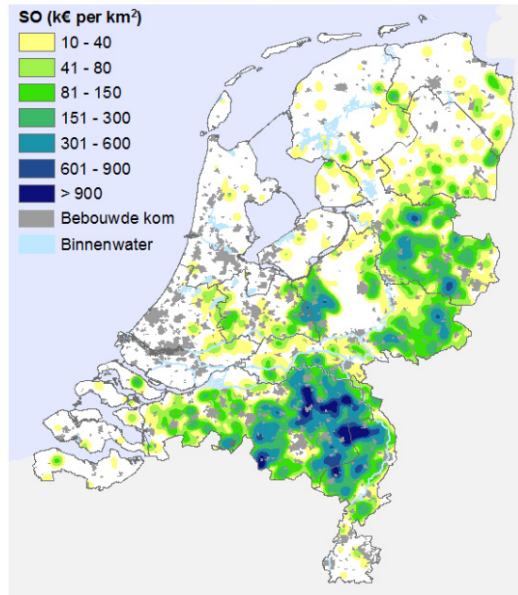 SO (k€ per km²)
10 - 40
41 - 80
81 - 150
151 - 300
301 - 600
601 - 900
> 900
Bebouwde kom
Binnenwater